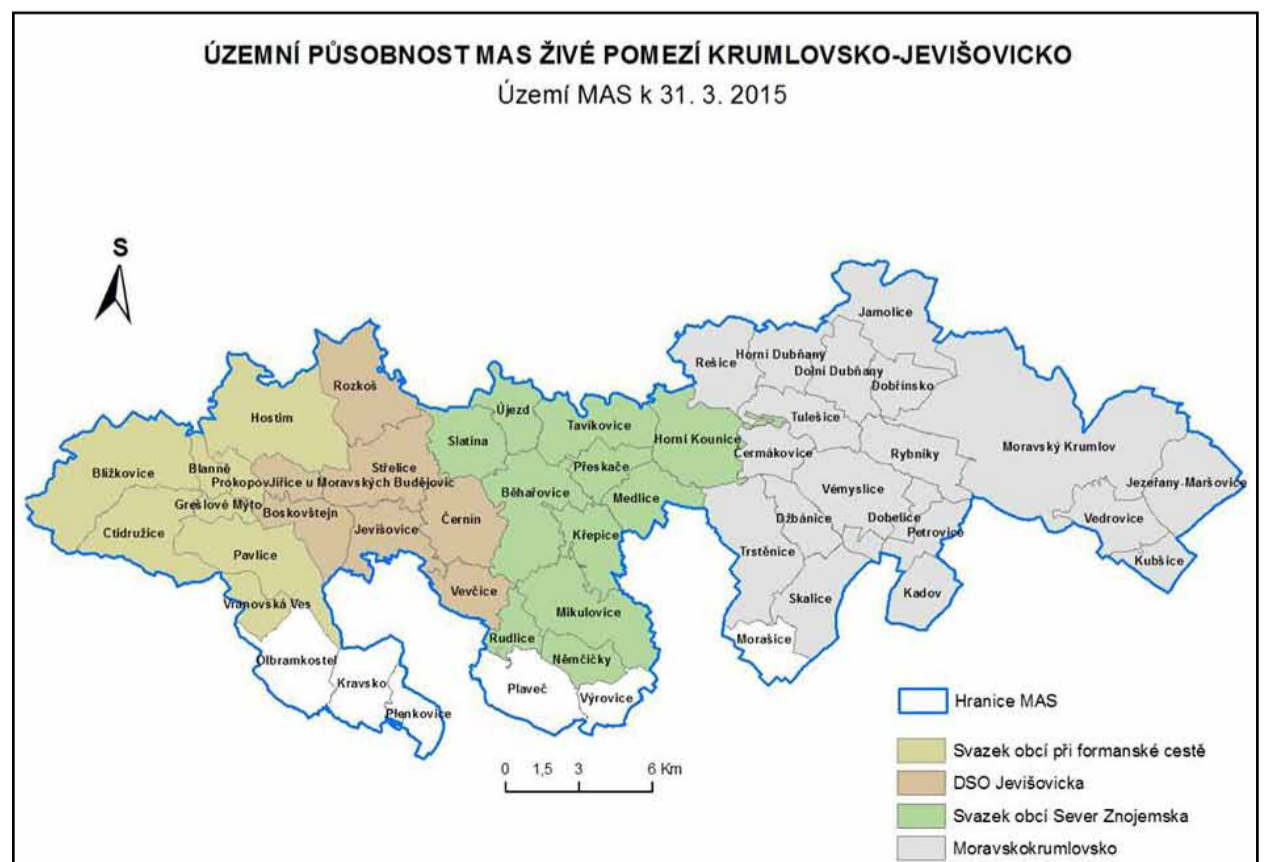 ÚZEMNÍ PŮSOBNOST MAS ŽIVÉ POMEZÍ KRUMLOVSKO-JEVIŠOVICKO
Území MAS k 31. 3. 2015
S
Jamolice
Rešice
Horní Dubňany
Dolní Dubňany
Dobřínsko
Rozkoš
Hostim
Újezd
Tavíkovice
Tulešice
Slatina
Horní Kounice
Moravský Krumlov
Čermákovice
Rybníky
Bližkovice
Blanné
Střelice
Přeskače
Prokopov
Jiřice u Moravských Budějovic
Běhařovice
Medlice
Vémyslice
Jezeřany-Maršovice
Grešlové Mýto
Boskovštejn
Černín
Džbánice
Dobelice
Vedrovice
Ctidružice
Jevišovice
Křepice
Petrovice
Pavlice
Trstěnice
Kubšice
Vevčice
Skalice
Kadov
Vranovská Ves
Mikulovice
Rudlice
Morašice
Olbramkostel
Němčičky
Kravsko
Plaveč
Výrovice
Plenkovice
0 1,5 3 6 Km
Hranice MAS
Svazek obcí při formanské cestě
DSO Jevišovicka
Svazek obcí Sever Znojemska
Moravskokrumlovsko